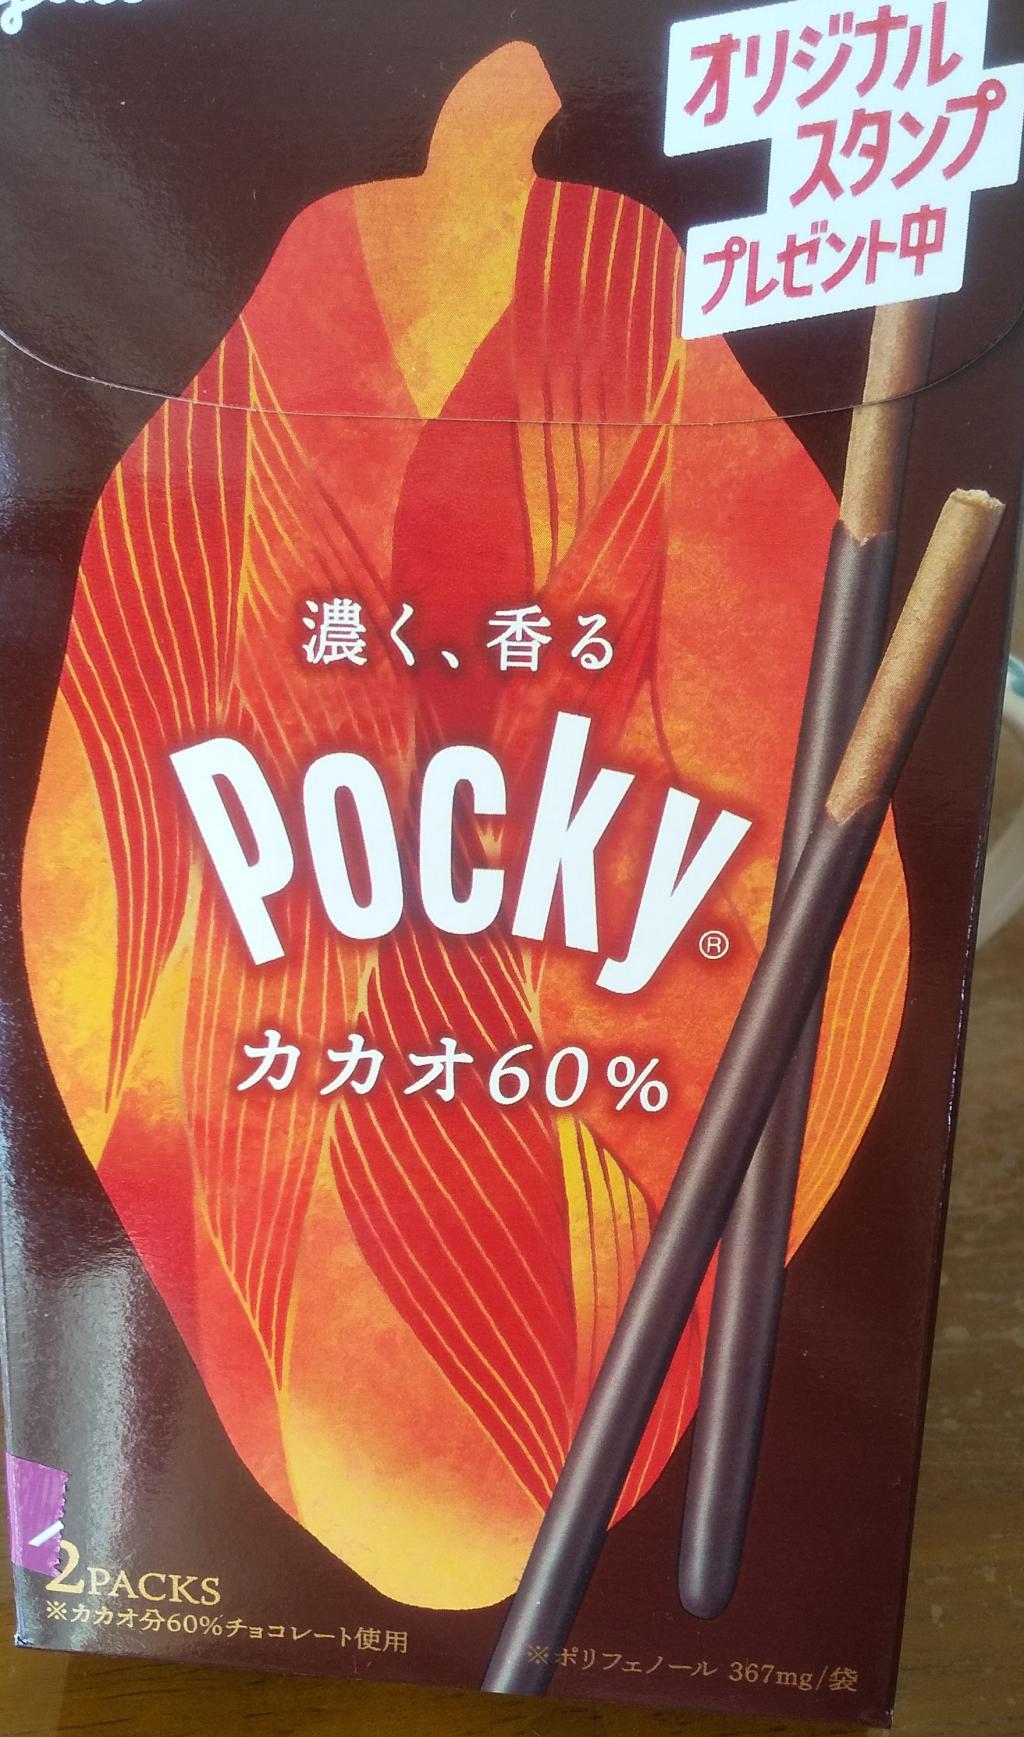 オリジナル
スタンプ
プレゼント中
濃く、香る
Pocky®
カカオ60%
2PACKS
※カカオ分60%チョコレート使用
※ポリフェノール 367mg/袋